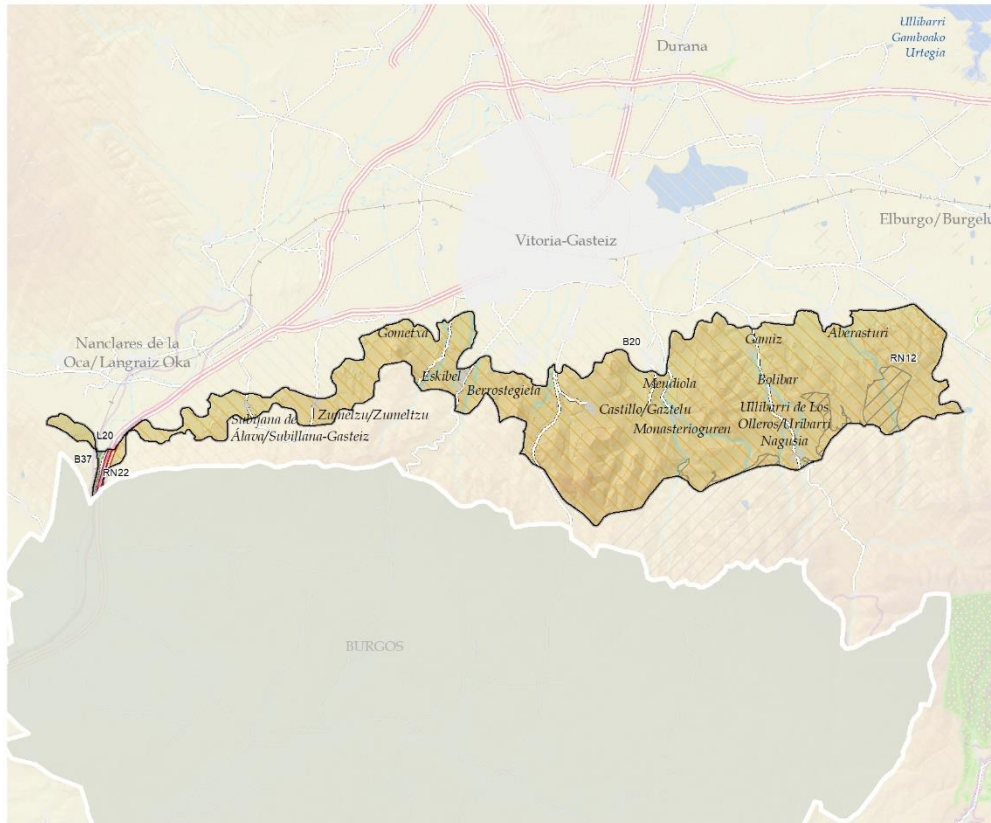 Ullibarri
Gamboako
Urtegia
Durana
Elburgo/Burgelu
Vitoria-Gasteiz
Nanclares de la
Oca/Langraiz Oka
Gometxa
Eskibel
Berrostegieta
B20
Gamiz
Aberasturi
RN12
Mendiola
Bolibar
Castillo/Gaztelu
Monasterioguren
Ullibarri de Los
Olleros/Uribarri
Nagusia
Subijana de
Álava/Subillana-Gasteiz
Zumelzu/Zumeltzu
L20
B37
RN22
BURGOS